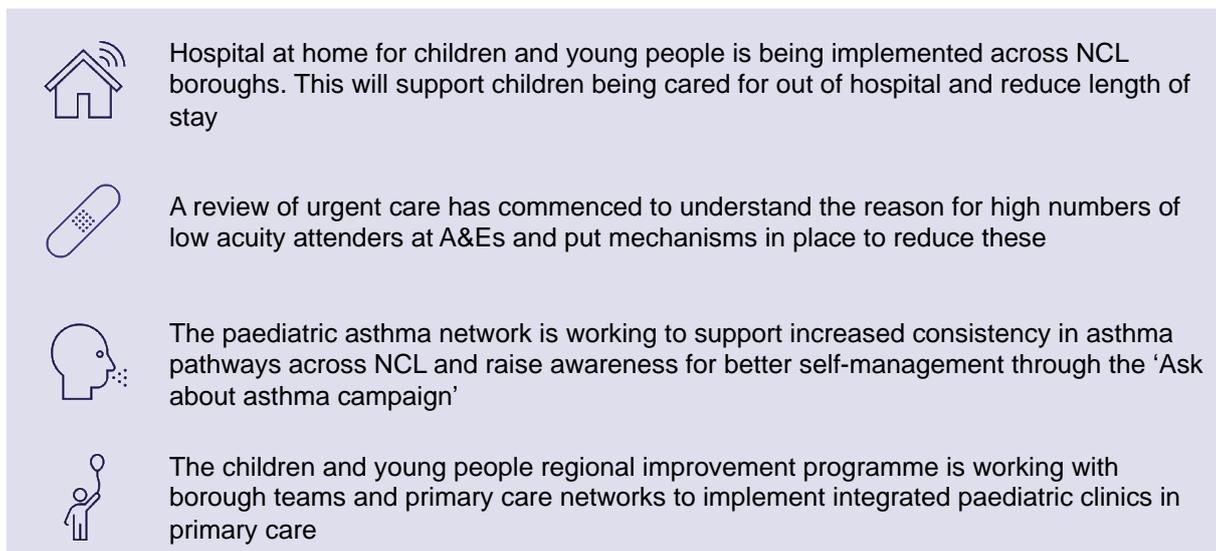 Hospital at home for children and young people is being implemented across NCL
boroughs. This will support children being cared for out of hospital and reduce length of
stay
A review of urgent care has commenced to understand the reason for high numbers of
low acuity attenders at A&Es and put mechanisms in place to reduce these
The paediatric asthma network is working to support increased consistency in asthma
pathways across NCL and raise awareness for better self-management through the ‘Ask
about asthma campaign’
The children and young people regional improvement programme is working with
borough teams and primary care networks to implement integrated paediatric clinics in
primary care